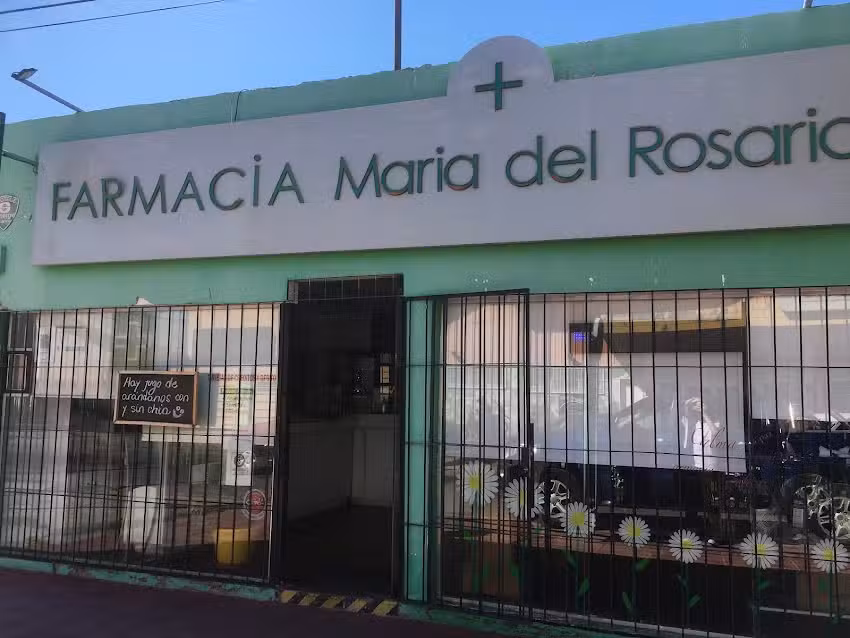 FARMACIA Maria del Rosario
Hay jugo de
arandanos con
y sin chia